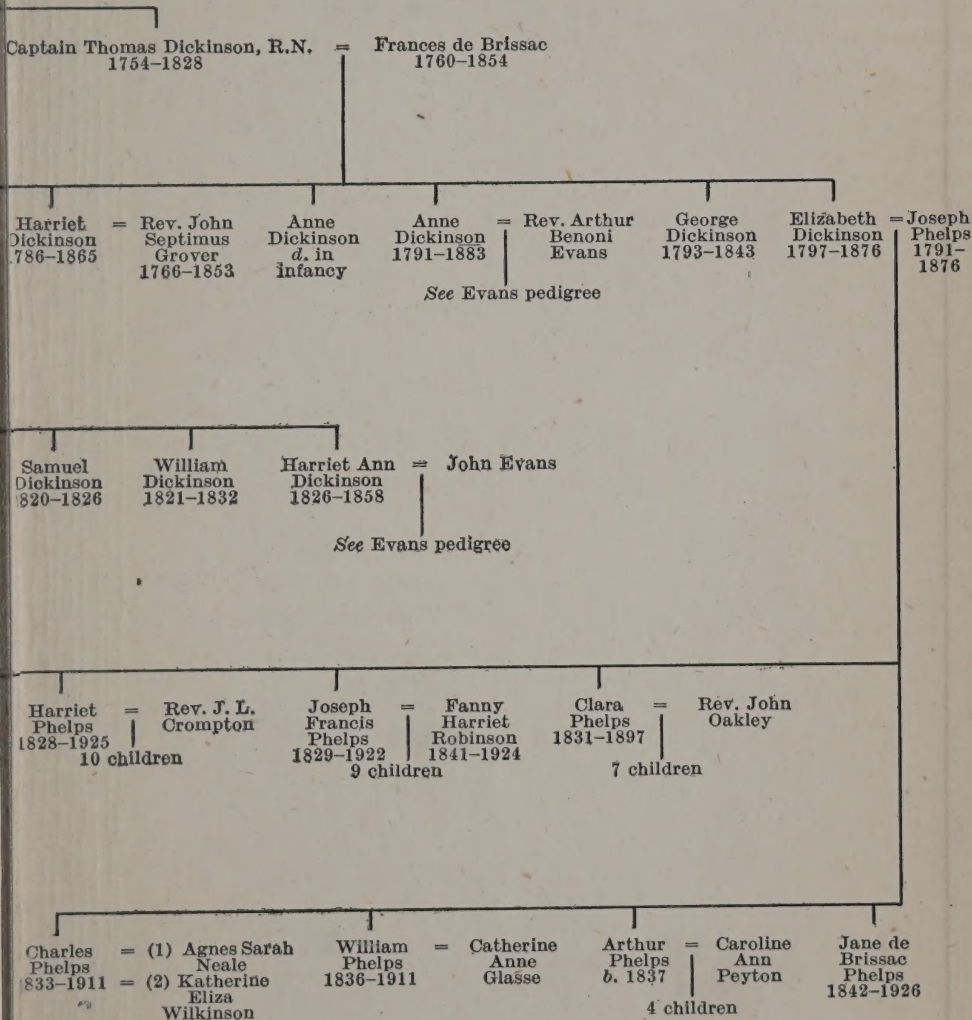 Captain Thomas Dickinson, R.N. = Frances de Brissac
1754–1828 1760–1854
Harriet = Rev. John Anne Anne = Rev. Arthur George Elizabeth = Joseph
Dickinson Septimus Dickinson Dickinson Benoni Dickinson Dickinson Phelps
1786–1865 Grover d. in 1791–1883 Evans 1793–1843 1797–1876 1791–
1766–1853 infancy 1876
See Evans pedigree
Samuel William Harriet Ann = John Evans
Dickinson Dickinson Dickinson
1820–1826 1821–1832 1826–1858
See Evans pedigree
Harriet = Rev. J. L. Joseph = Fanny Clara = Rev. John
Phelps Crompton Francis Harriet Phelps Oakley
1828–1925 Phelps Robinson 1831–1897
10 children 1829–1922 1841–1924 7 children
9 children
Charles = (1) Agnes Sarah William = Catherine Arthur = Caroline Jane de
Phelps Neale Phelps Anne Phelps Ann Brissac
1833–1911 = (2) Katherine 1836–1911 Glasse b. 1837 Peyton Phelps
Eliza 1842–1926
Wilkinson 4 children